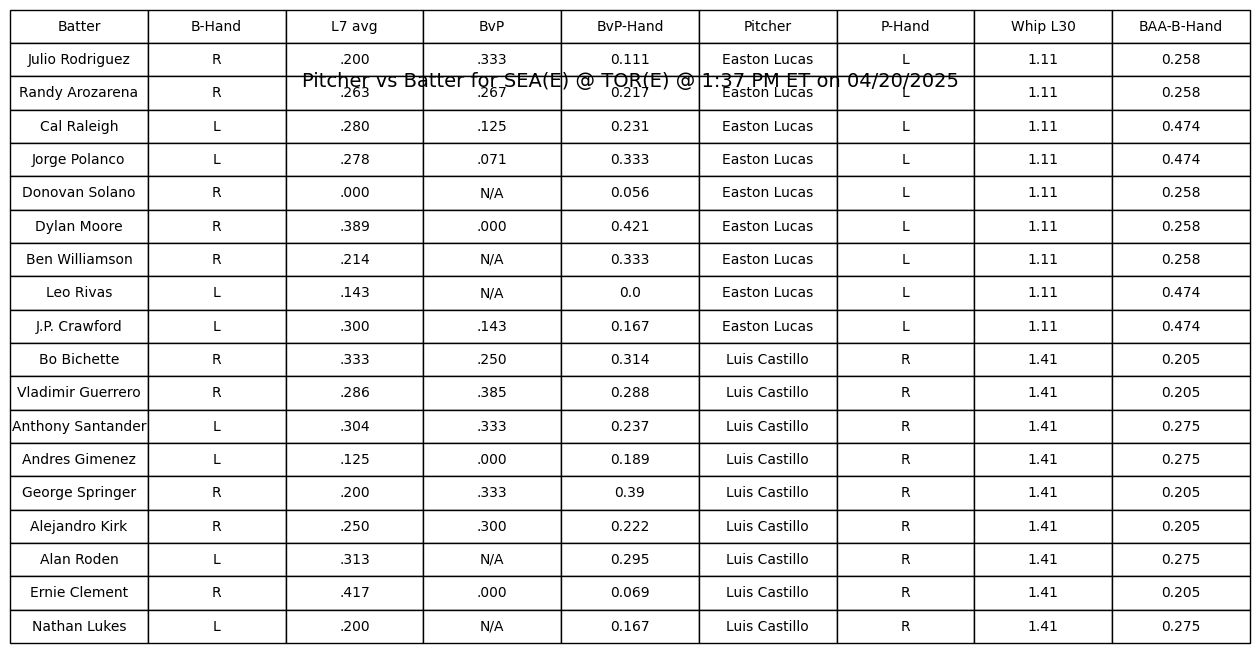 Batter B-Hand L7 avg BvP BvP-Hand Pitcher P-Hand Whip L30 BAA-B-Hand
Julio Rodriguez R .200 .333 0.111 Easton Lucas L 1.11 0.258
Pitcher vs Batter for SEA(E) @ TOR(E) @ 1:37 PM ET on 04/20/2025
Randy Arozarena R .263 .267 0.217 Easton Lucas L 1.11 0.258
Cal Raleigh L .280 .125 0.231 Easton Lucas L 1.11 0.474
Jorge Polanco L .278 .071 0.333 Easton Lucas L 1.11 0.474
Donovan Solano R .000 N/A 0.056 Easton Lucas L 1.11 0.258
Dylan Moore R .389 .000 0.421 Easton Lucas L 1.11 0.258
Ben Williamson R .214 N/A 0.333 Easton Lucas L 1.11 0.258
Leo Rivas L .143 N/A 0.0 Easton Lucas L 1.11 0.474
J.P. Crawford L .300 .143 0.167 Easton Lucas L 1.11 0.474
Bo Bichette R .333 .250 0.314 Luis Castillo R 1.41 0.205
Vladimir Guerrero R .286 .385 0.288 Luis Castillo R 1.41 0.205
Anthony Santander L .304 .333 0.237 Luis Castillo R 1.41 0.275
Andres Gimenez L .125 .000 0.189 Luis Castillo R 1.41 0.275
George Springer R .200 .333 0.39 Luis Castillo R 1.41 0.205
Alejandro Kirk R .250 .300 0.222 Luis Castillo R 1.41 0.205
Alan Roden L .313 N/A 0.295 Luis Castillo R 1.41 0.275
Ernie Clement R .417 .000 0.069 Luis Castillo R 1.41 0.205
Nathan Lukes L .200 N/A 0.167 Luis Castillo R 1.41 0.275